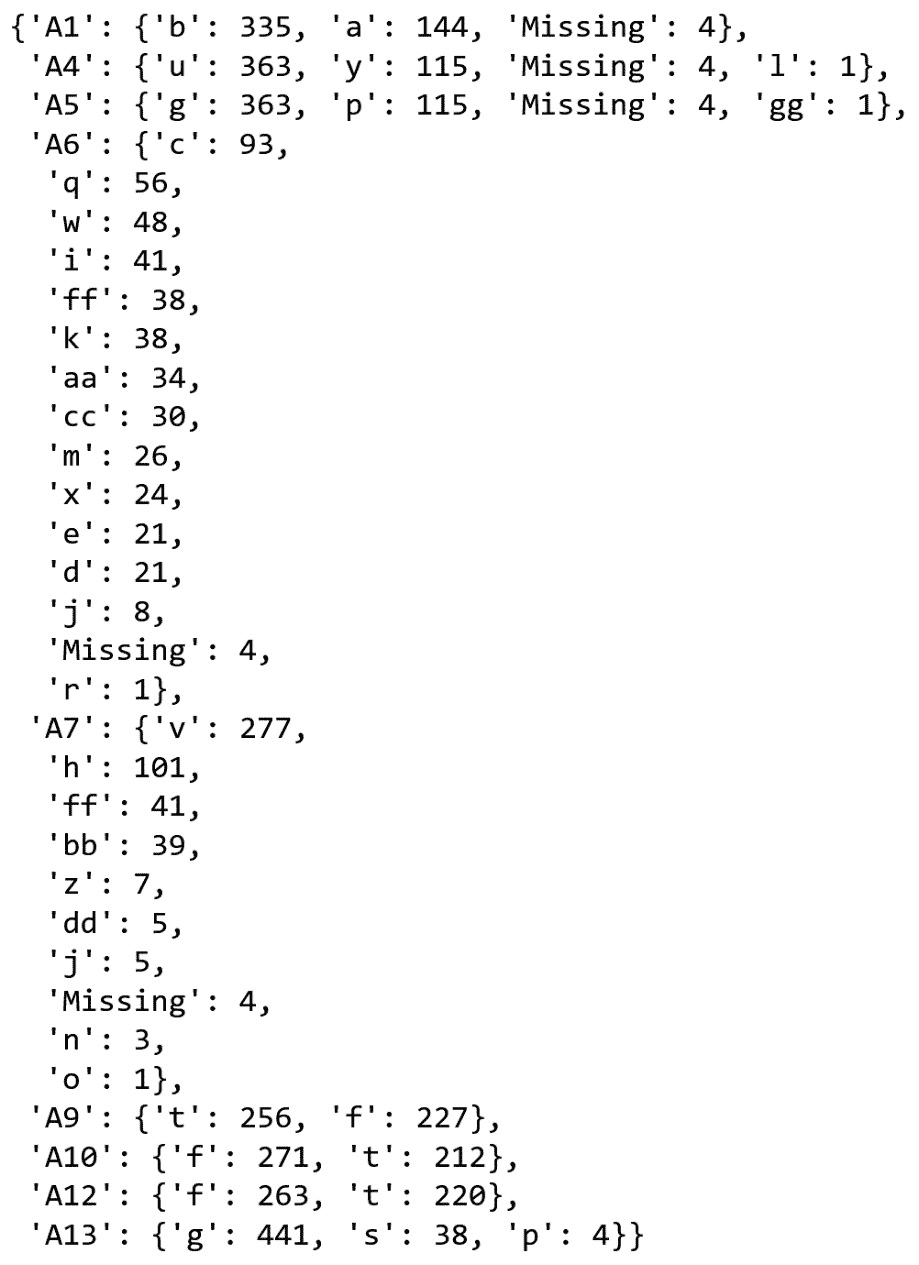 {'A1': {'b': 335, 'a': 144, 'Missing': 4},
'A4': {'u': 363, 'y': 115, 'Missing': 4, 'l': 1},
'A5': {'g': 363, 'p': 115, 'Missing': 4, 'gg': 1},
'A6': {'c': 93,
'q': 56,
'w': 48,
'i': 41,
'ff': 38,
'k': 38,
'aa': 34,
'cc': 30,
'm': 26,
'x': 24,
'e': 21,
'd': 21,
'j': 8,
'Missing': 4,
'r': 1},
'A7': {'v': 277,
'h': 101,
'ff': 41,
'bb': 39,
'z': 7,
'dd': 5,
'j': 5,
'Missing': 4,
'n': 3,
'o': 1},
'A9': {'t': 256, 'f': 227},
'A10': {'f': 271, 't': 212},
'A12': {'f': 263, 't': 220},
'A13': {'g': 441, 's': 38, 'p': 4}}